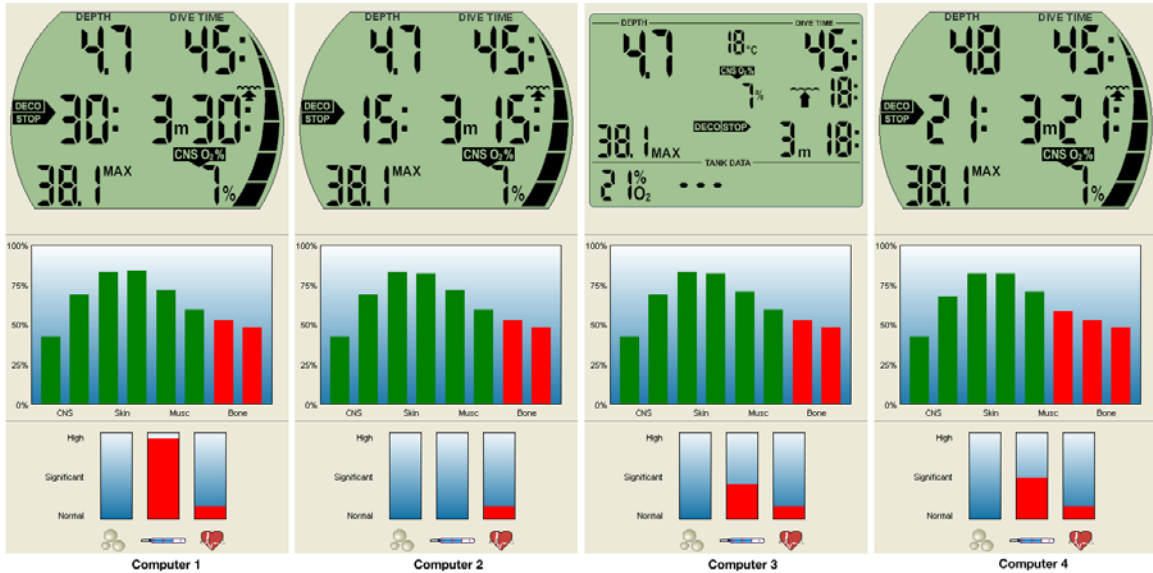 DEPTH DIVE TIME
4.7 45:
DECO STOP 30: 3m 30:
CNS O2%
38.1 MAX 7%
100%
75%
50%
25%
0%
CNS Skin Musc Bone
High
Significant
Normal
Computer 1
DEPTH DIVE TIME
4.7 45:
DECO STOP 15: 3m 15:
CNS O2%
38.1 MAX 7%
100%
75%
50%
25%
0%
CNS Skin Musc Bone
High
Significant
Normal
Computer 2
DEPTH DIVE TIME
4.7 18°C 45:
CNS O2%
7% 18:
DECO STOP
38.1 MAX 3m 18:
TANK DATA
21% O2 ---
100%
75%
50%
25%
0%
CNS Skin Musc Bone
High
Significant
Normal
Computer 3
DEPTH DIVE TIME
4.8 45:
DECO STOP 21: 3m 21:
CNS O2%
38.1 MAX 7%
100%
75%
50%
25%
0%
CNS Skin Musc Bone
High
Significant
Normal
Computer 4